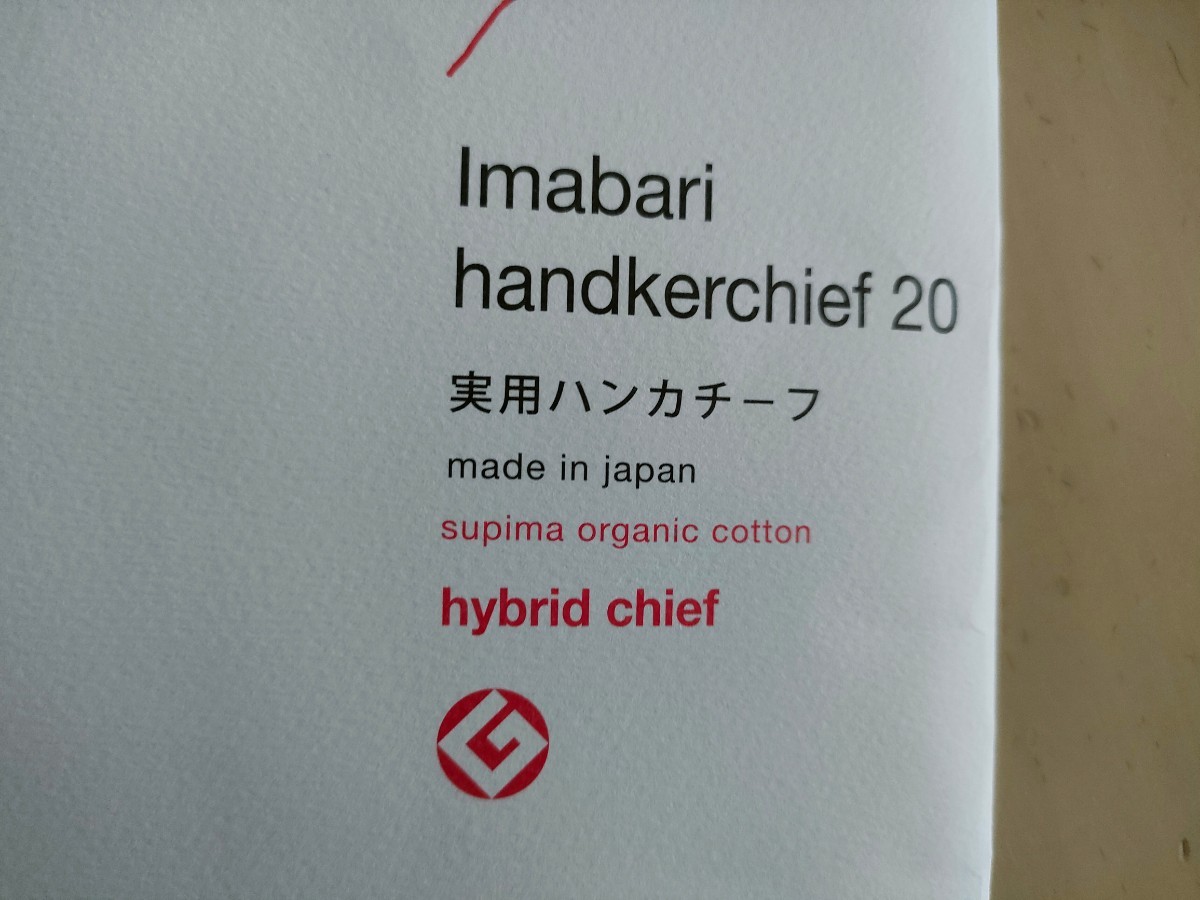 Imabari
handkerchief 20
実用ハンカチーフ
made in japan
supima organic cotton
hybrid chief